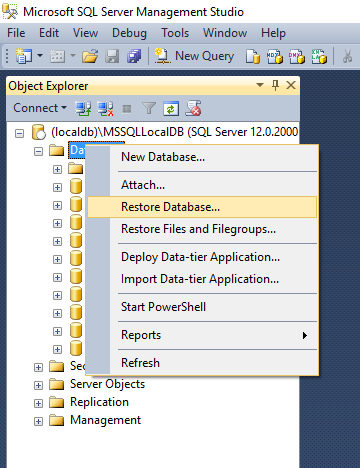 Microsoft SQL Server Management Studio
File Edit View Debug Tools Window Help
New Query
MDX DMX
Object Explorer
Connect
(localdb)\MSSQLLocalDB (SQL Server 12.0.2000
Da
New Database...
Attach...
Restore Database...
Restore Files and Filegroups...
Deploy Data-tier Application...
Import Data-tier Application...
Start PowerShell
Reports
Refresh
Sec
Server Objects
Replication
Management